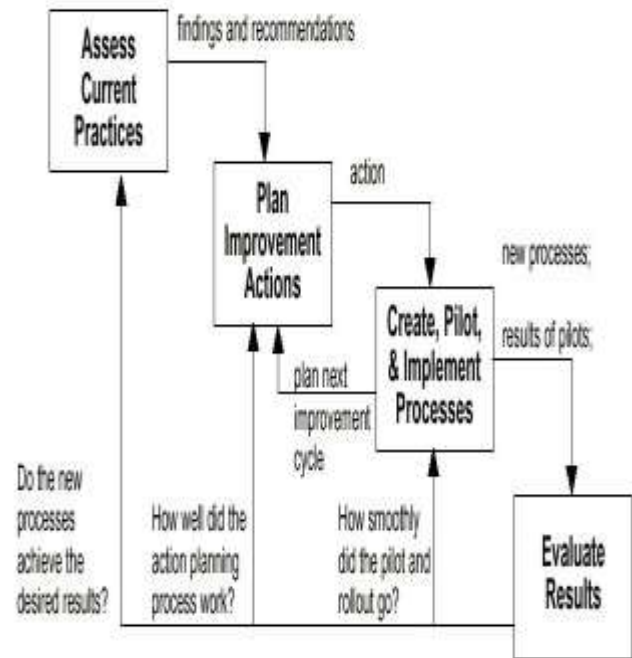 Assess
Current
Practices
findings and recommendations
Plan
Improvement
Actions
action
Create, Pilot,
& Implement
Processes
new processes;
results of pilots;
plan next
improvement
cycle
Evaluate
Results
Do the new
processes
achieve the
desired results?
How well did the
action planning
process work?
How smoothly
did the pilot and
rollout go?